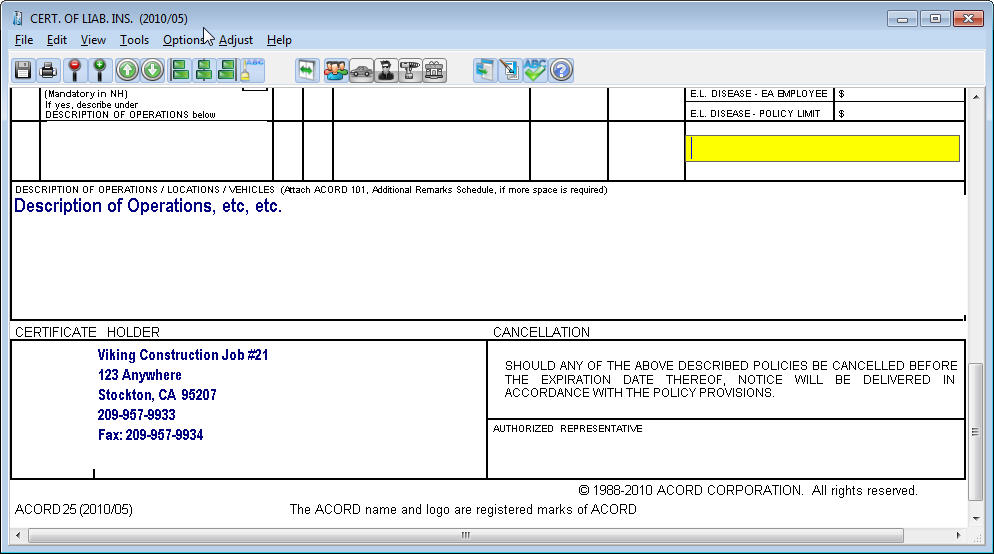 CERT. OF LIAB. INS. (2010/05)
File Edit View Tools Options Adjust Help
ABC ABC
(Mandatory in NH)
If yes, describe under
DESCRIPTION OF OPERATIONS below
E.L. DISEASE - EA EMPLOYEE $
E.L. DISEASE - POLICY LIMIT $
DESCRIPTION OF OPERATIONS / LOCATIONS / VEHICLES (Attach ACORD 101, Additional Remarks Schedule, if more space is required)
Description of Operations, etc, etc.
CERTIFICATE HOLDER
Viking Construction Job #21
123 Anywhere
Stockton, CA 95207
209-957-9933
Fax: 209-957-9934
CANCELLATION
SHOULD ANY OF THE ABOVE DESCRIBED POLICIES BE CANCELLED BEFORE
THE EXPIRATION DATE THEREOF, NOTICE WILL BE DELIVERED IN
ACCORDANCE WITH THE POLICY PROVISIONS.
AUTHORIZED REPRESENTATIVE
© 1988-2010 ACORD CORPORATION. All rights reserved.
ACORD 25 (2010/05)
The ACORD name and logo are registered marks of ACORD